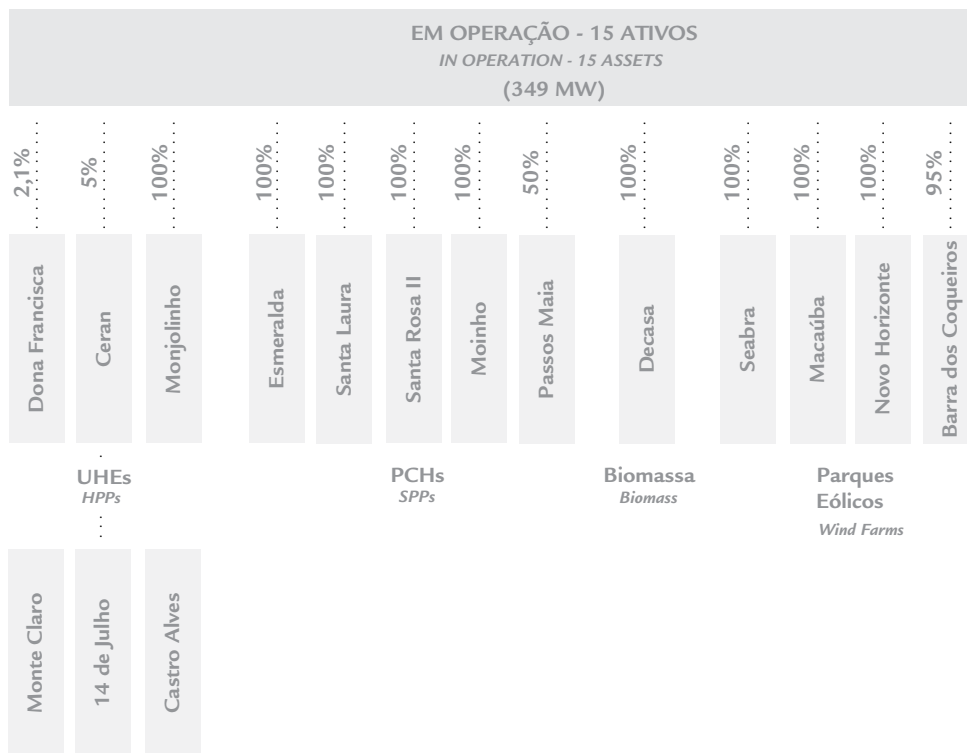 EM OPERAÇÃO - 15 ATIVOS
IN OPERATION - 15 ASSETS
(349 MW)
2,1%
5%
100%
100%
100%
100%
100%
50%
100%
100%
100%
100%
95%
Dona Francisca
Ceran
Monjolinho
Esmeralda
Santa Laura
Santa Rosa II
Moinho
Passos Maia
Decasa
Seabra
Macaúba
Novo Horizonte
Barra dos Coqueiros
UHEs
HPPs
PCHs
SPPs
Biomassa
Biomass
Parques
Eólicos
Wind Farms
Monte Claro
14 de Julho
Castro Alves